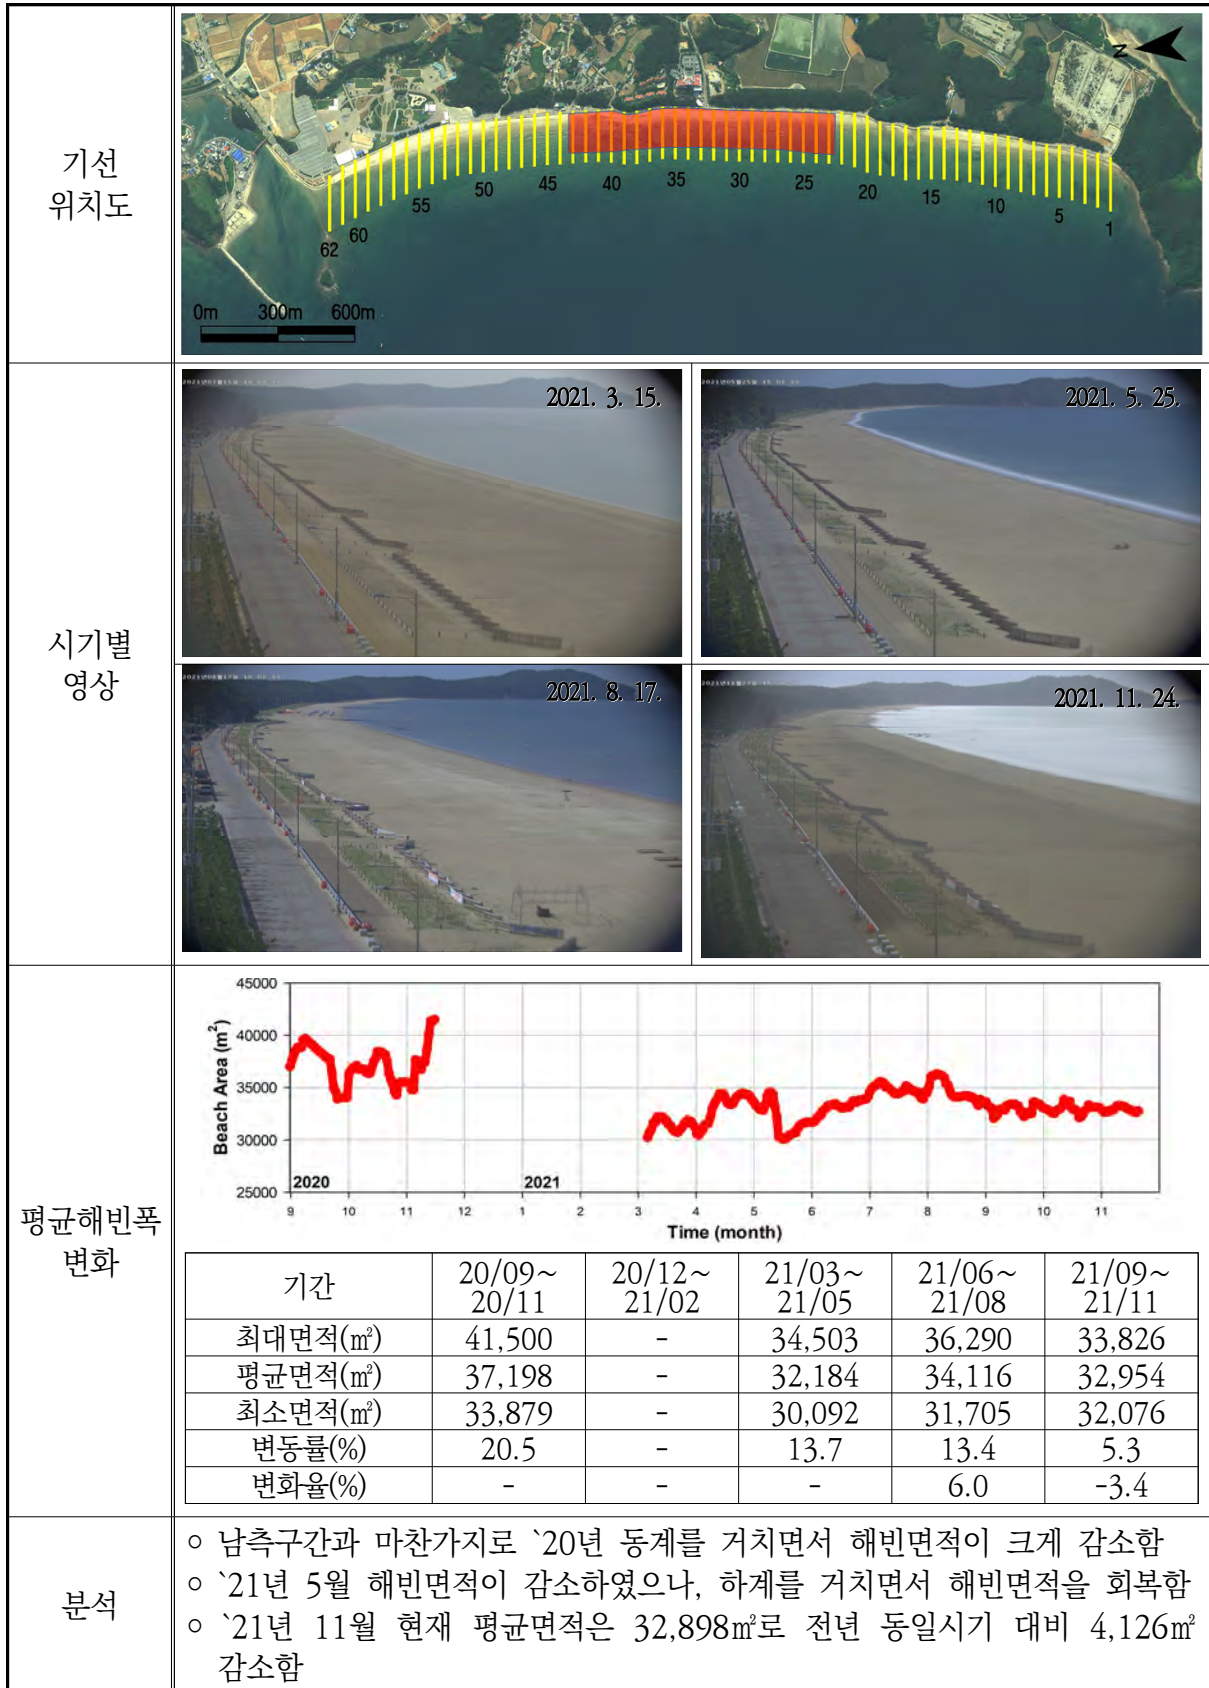 기선
위치도
N
50
45
40
35
30
25
20
15
10
5
1
55
60
62
0m 300m 600m
시기별
영상
2021. 3. 15.
2021. 5. 25.
2021. 8. 17.
2021. 11. 24.
평균해빈폭
변화
Beach Area (m²)
45000
40000
35000
30000
25000
2020 2021
9 10 11 12 1 2 3 4 5 6 7 8 9 10 11
Time (month)
기간 20/09~ 20/11 20/12~ 21/02 21/03~ 21/05 21/06~ 21/08 21/09~ 21/11
최대면적(㎡) 41,500 - 34,503 36,290 33,826
평균면적(㎡) 37,198 - 32,184 34,116 32,954
최소면적(㎡) 33,879 - 30,092 31,705 32,076
변동률(%) 20.5 - 13.7 13.4 5.3
변화율(%) - - - 6.0 -3.4
분석
○ 남측구간과 마찬가지로 `20년 동계를 거치면서 해빈면적이 크게 감소함
○ `21년 5월 해빈면적이 감소하였으나, 하계를 거치면서 해빈면적을 회복함
○ `21년 11월 현재 평균면적은 32,898㎡로 전년 동일시기 대비 4,126㎡
감소함